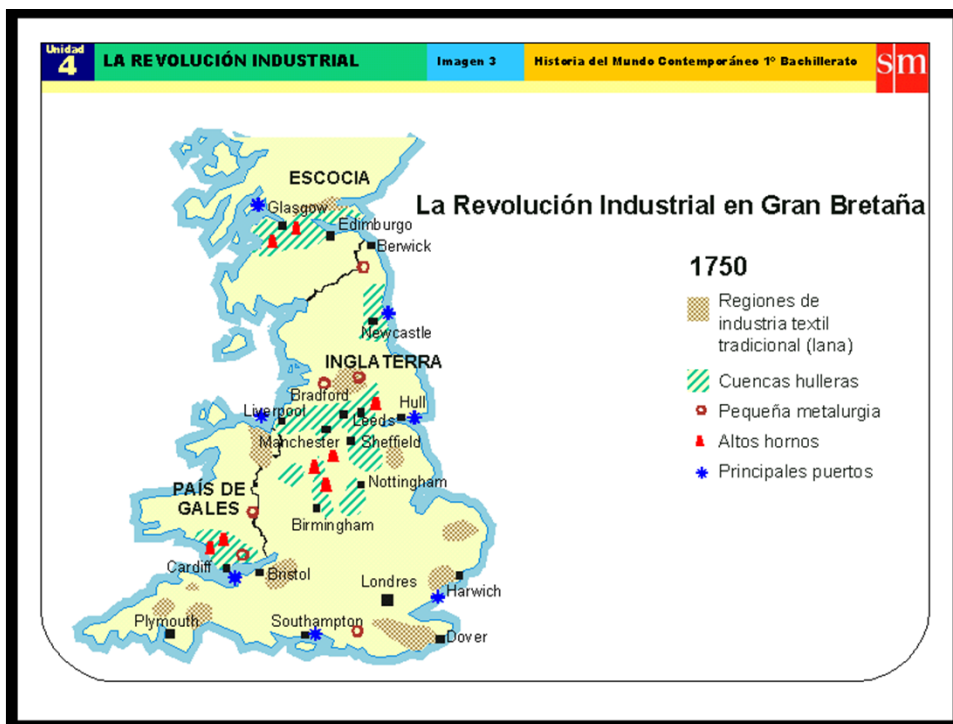 Unidad
4
LA REVOLUCIÓN INDUSTRIAL
Imagen 3
Historia del Mundo Contemporáneo 1º Bachillerato
sm
La Revolución Industrial en Gran Bretaña
1750
Regiones de
industria textil
tradicional (lana)
Cuencas hulleras
Pequeña metalurgia
Altos hornos
Principales puertos
ESCOCIA
Glasgow
Edimburgo
Berwick
Newcastle
INGLATERRA
Bradford
Hull
Liverpool
Leeds
Manchester
Sheffield
PAÍS DE
GALES
Nottingham
Birmingham
Cardiff
Bristol
Londres
Harwich
Plymouth
Southampton
Dover